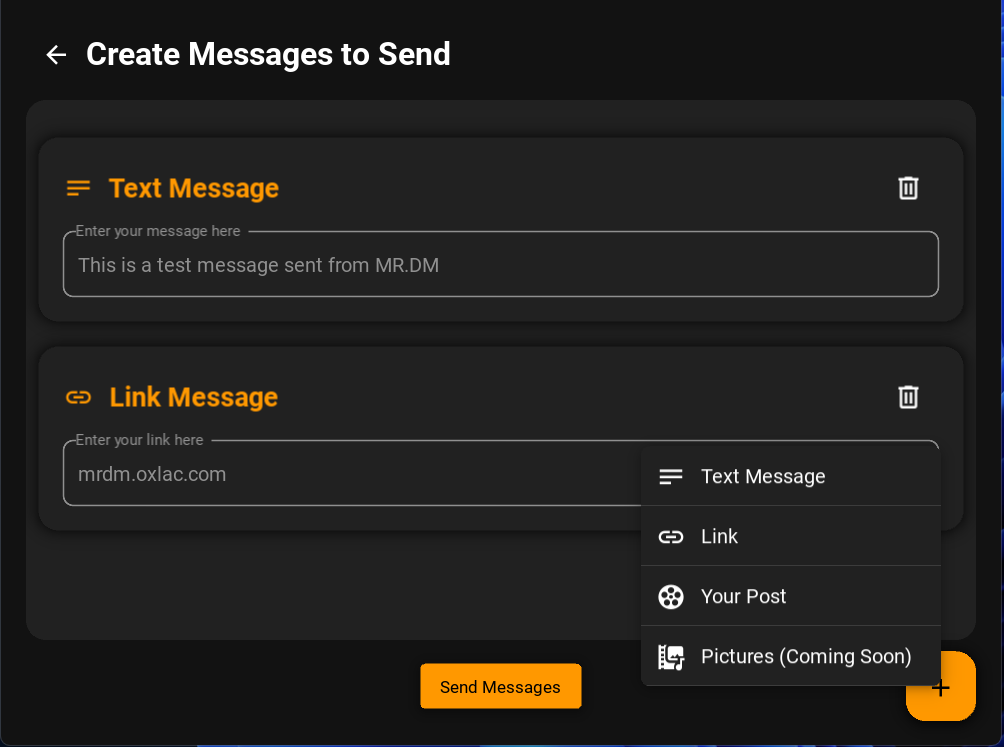 Create Messages to Send
Text Message
Enter your message here
This is a test message sent from MR.DM
Link Message
Enter your link here
mrdm.oxlac.com
Text Message
Link
Your Post
Pictures (Coming Soon)
Send Messages
+